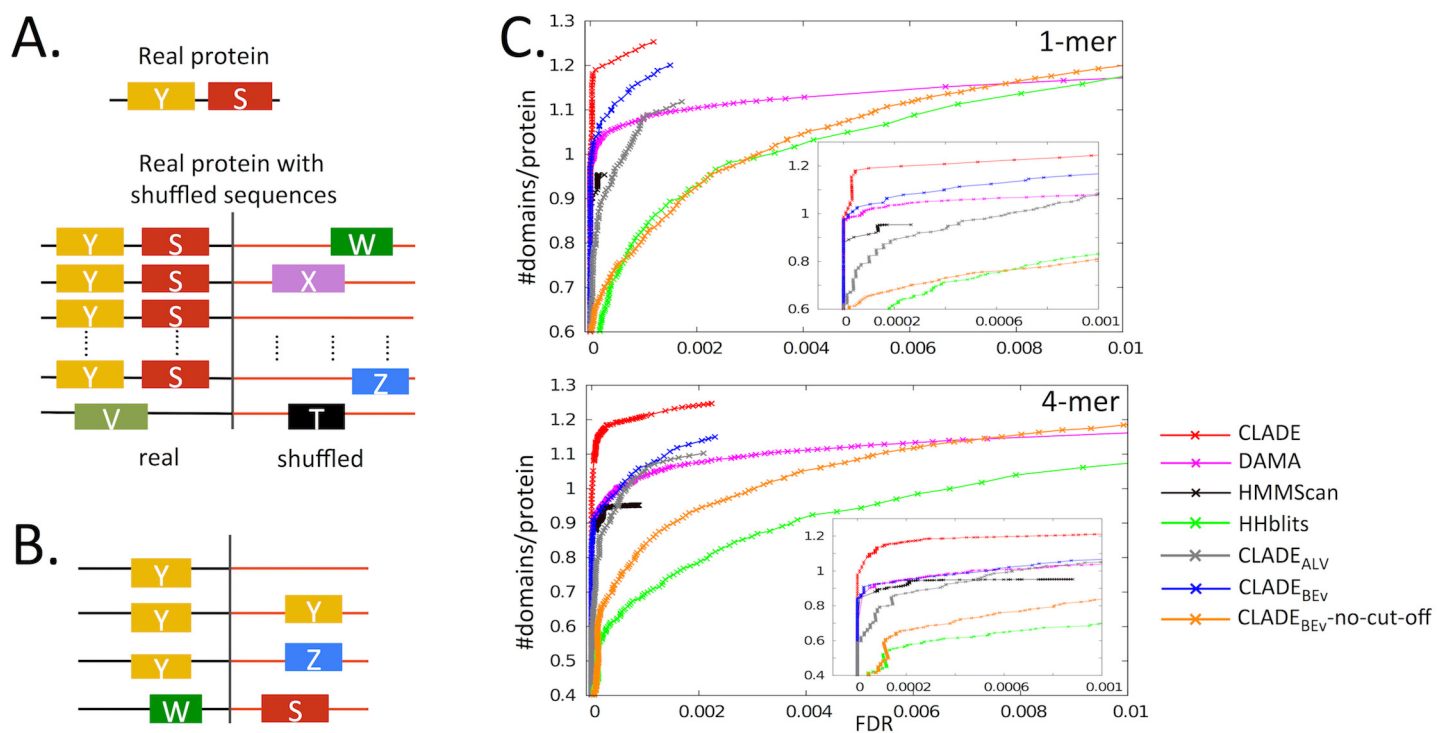 A.
Real protein
Y S
Real protein with
shuffled sequences
Y S W
Y S X
Y S
Y S Z
V T
real shuffled
B.
Y
Y Y
Y Z
W S
C.
1-mer
#domains/protein
1.3
1.2
1.1
1
0.9
0.8
0.7
0.6
0 0.002 0.004 0.006 0.008 0.01
1.2
1
0.8
0.6
0 0.0002 0.0006 0.001
4-mer
#domains/protein
1.3
1.2
1.1
1
0.9
0.8
0.7
0.6
0.5
0.4
0 0.002 0.004 0.006 0.008 0.01
FDR
1.2
1
0.8
0.6
0.4
0 0.0002 0.0006 0.001
CLADE
DAMA
HMMScan
HHblits
CLADE_ALV
CLADE_BEv
CLADE_BEv-no-cut-off